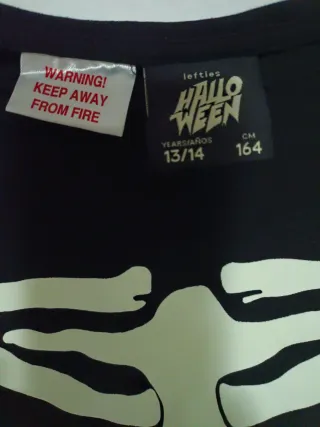 WARNING!
KEEP AWAY
FROM FIRE
lefties
HALLO
WEEN
YEARS/AÑOS
13/14
CM
164